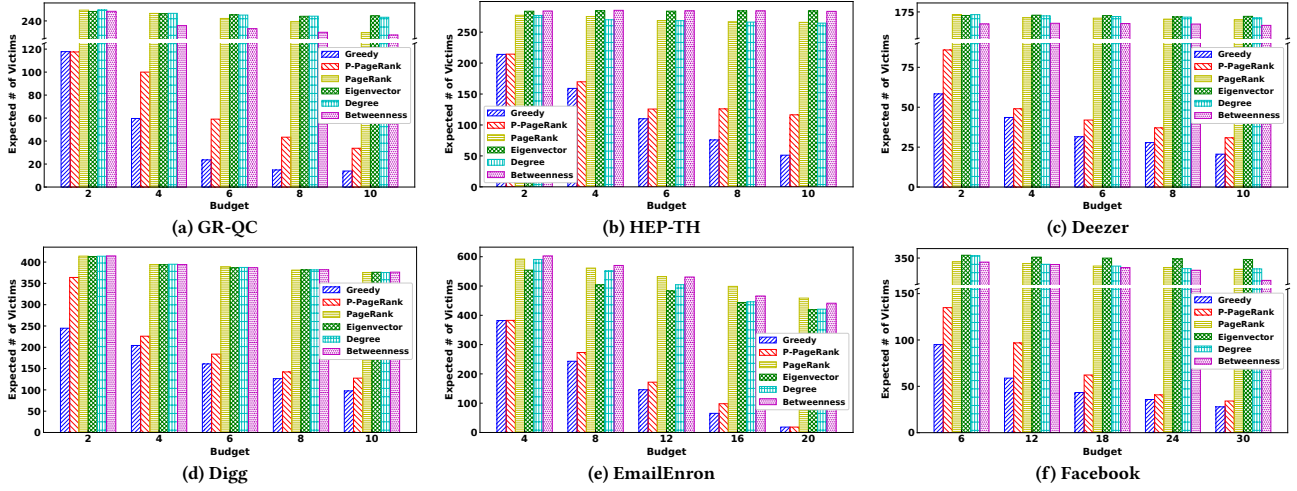 240
220
120
100
80
60
40
20
0
Expected # of Victims
2
4
6
8
10
Budget
Greedy
P-PageRank
PageRank
Eigenvector
Degree
Betweenness
(a) GR-QC
250
200
150
100
50
0
Expected # of Victims
2
4
6
8
10
Budget
Greedy
P-PageRank
PageRank
Eigenvector
Degree
Betweenness
(b) HEP-TH
175
75
50
25
0
Expected # of Victims
2
4
6
8
10
Budget
Greedy
P-PageRank
PageRank
Eigenvector
Degree
Betweenness
(c) Deezer
400
350
300
250
200
150
100
50
0
Expected # of Victims
2
4
6
8
10
Budget
Greedy
P-PageRank
PageRank
Eigenvector
Degree
Betweenness
(d) Digg
600
500
400
300
200
100
0
Expected # of Victims
4
8
12
16
20
Budget
Greedy
P-PageRank
PageRank
Eigenvector
Degree
Betweenness
(e) EmailEnron
350
150
100
50
0
Expected # of Victims
6
12
18
24
30
Budget
Greedy
P-PageRank
PageRank
Eigenvector
Degree
Betweenness
(f) Facebook